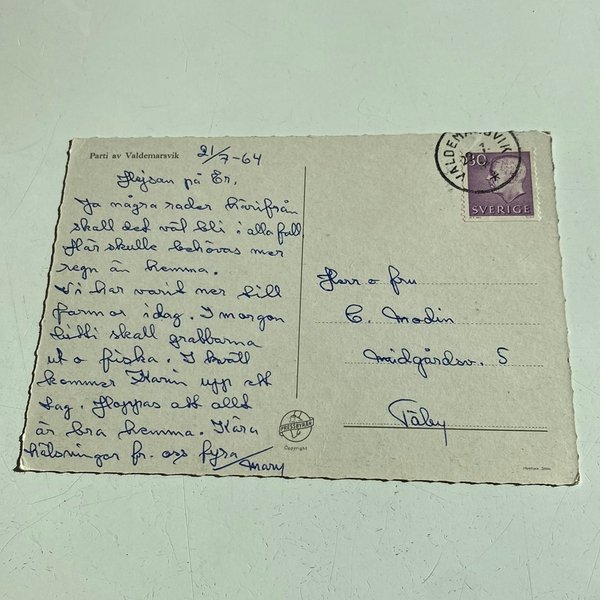 Parti av Valdemarsvik
21/7-64
Hejsan på Er.
Ja några rader härifrån
skall det väl bli i alla fall
Här skulle behövas mer
regn än hemma.
Vi har varit ner till
farmor idag. I morgon
bitti skall grabbarna
ut o fiska. I kväll
kommer Karin upp ett
tag. Hoppas att allt
är bra hemma. Kära
hälsningar fr. oss fyra
/Mary
PRESSBYRÅN
Copyright
VALDEMARSVIK
30
SVERIGE
Herr o fru
C. Modin
Midgårdsv. 5
Täby